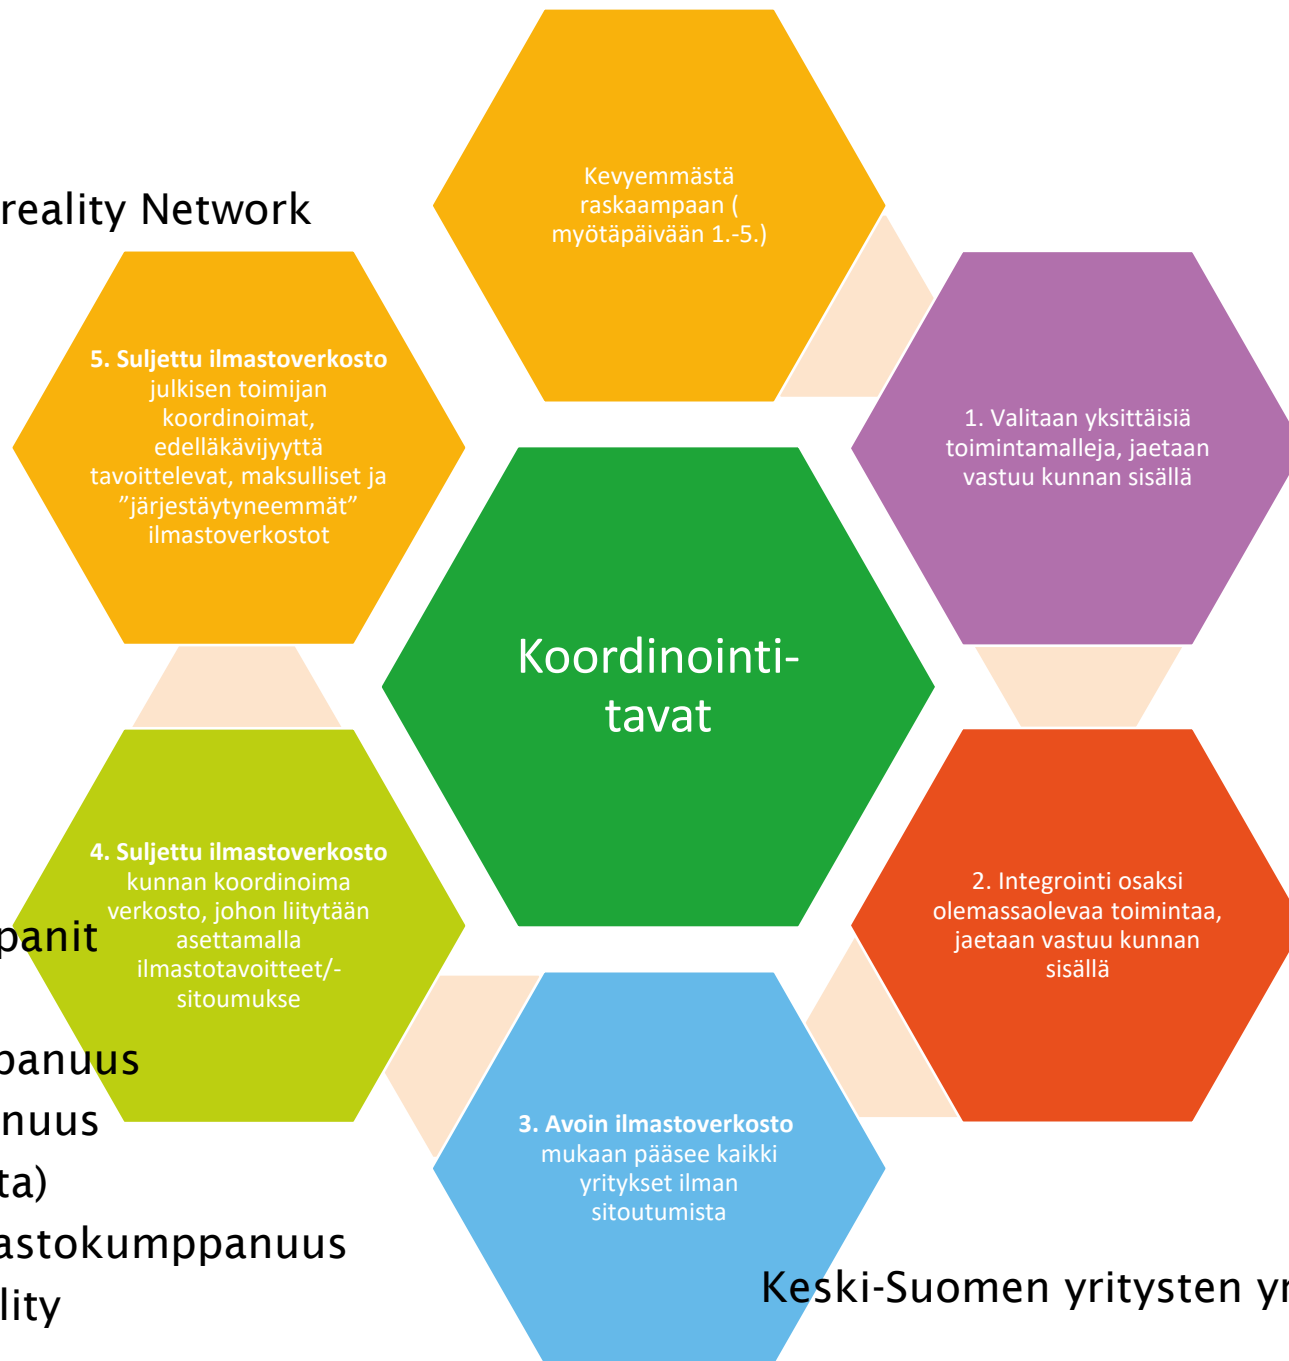 Kevyemmästä
raskaampaan (
myötäpäivään 1.-5.)
reality Network
5. Suljettu ilmastoverkosto
julkisen toimijan
koordinoimat,
edelläkävijyyttä
tavoittelevat, maksulliset ja
”järjestäytyneemmät”
ilmastoverkostot
1. Valitaan yksittäisiä
toimintamalleja, jaetaan
vastuu kunnan sisällä
Koordinointi-
tavat
4. Suljettu ilmastoverkosto
kunnan koordinoima
verkosto, johon liitytään
asettamalla
ilmastotavoitteet/-
sitoumukse
2. Integrointi osaksi
olemassaolevaa toimintaa,
jaetaan vastuu kunnan
sisällä
panit
panuus
nuus
ta)
astokumppanuus
lity
3. Avoin ilmastoverkosto
mukaan pääsee kaikki
yritykset ilman
sitoutumista
Keski-Suomen yritysten yr